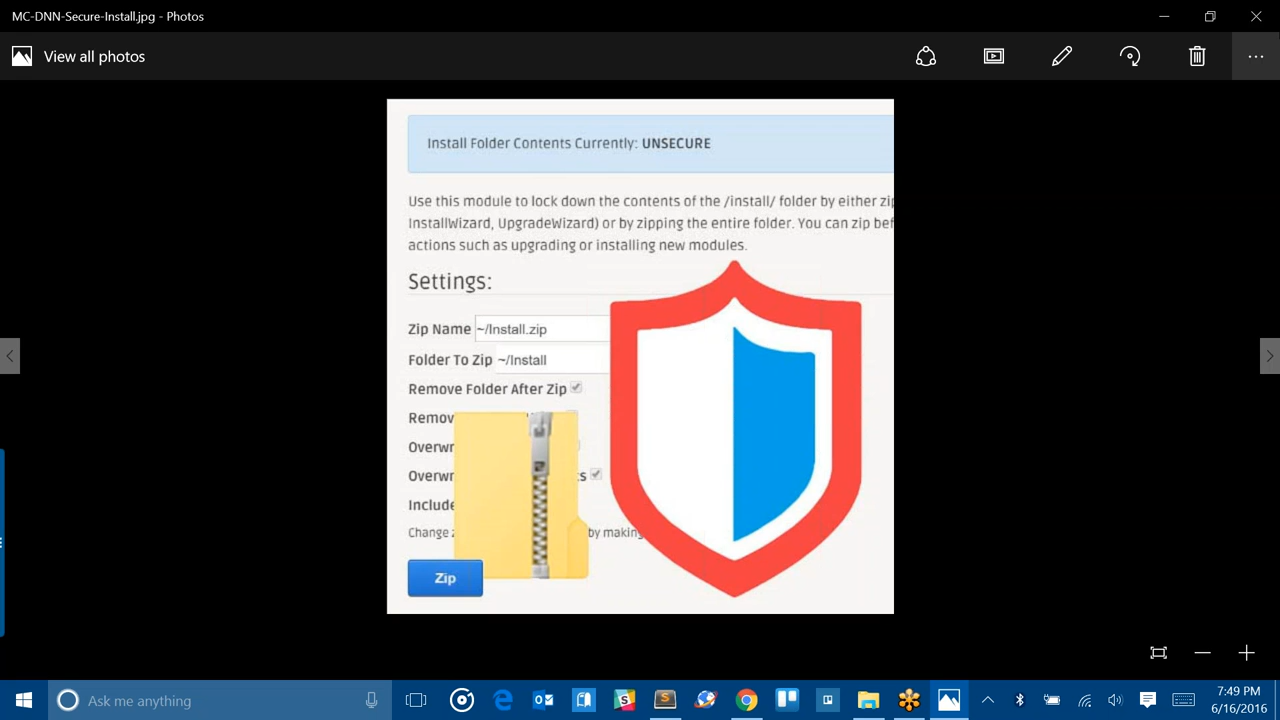 MC-DNN-Secure-Install.jpg - Photos
View all photos
Install Folder Contents Currently: UNSECURE
Use this module to lock down the contents of the /install/ folder by either zip
InstallWizard, UpgradeWizard) or by zipping the entire folder. You can zip bef
actions such as upgrading or installing new modules.
Settings:
Zip Name ~/Install.zip
Folder To Zip ~/Install
Remove Folder After Zip
Remov
Overwr
Overwr ts
Include
Change by making
Zip
Ask me anything
7:49 PM
6/16/2016